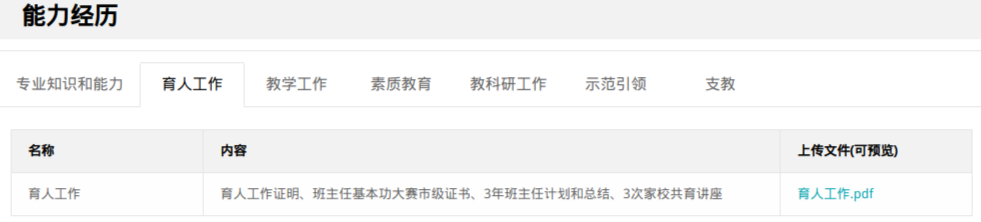 能力经历
专业知识和能力 育人工作 教学工作 素质教育 教科研工作 示范引领 支教
名称 内容 上传文件(可预览)
育人工作 育人工作证明、班主任基本功大赛市级证书、3年班主任计划和总结、3次家校共育讲座 育人工作.pdf